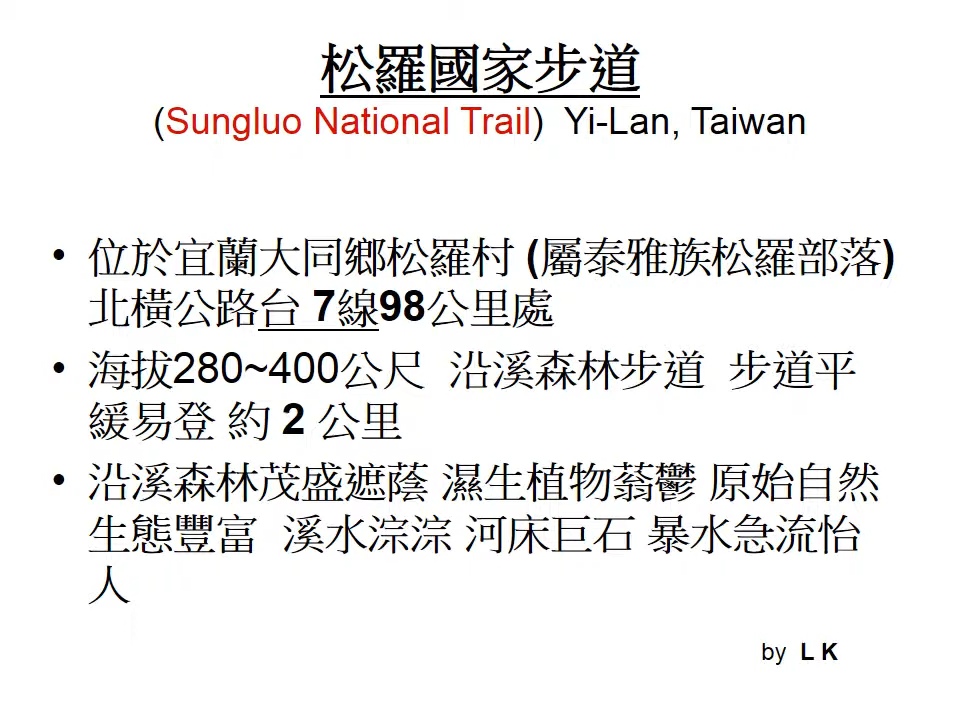 松羅國家步道
(Sungluo National Trail) Yi-Lan, Taiwan
• 位於宜蘭大同鄉松羅村 (屬泰雅族松羅部落)
北橫公路台 7線98公里處
• 海拔280~400公尺 沿溪森林步道 步道平
緩易登 約 2 公里
• 沿溪森林茂盛遮蔭 濕生植物蓊鬱 原始自然
生態豐富 溪水淙淙 河床巨石 暴水急流怡
人
by L K